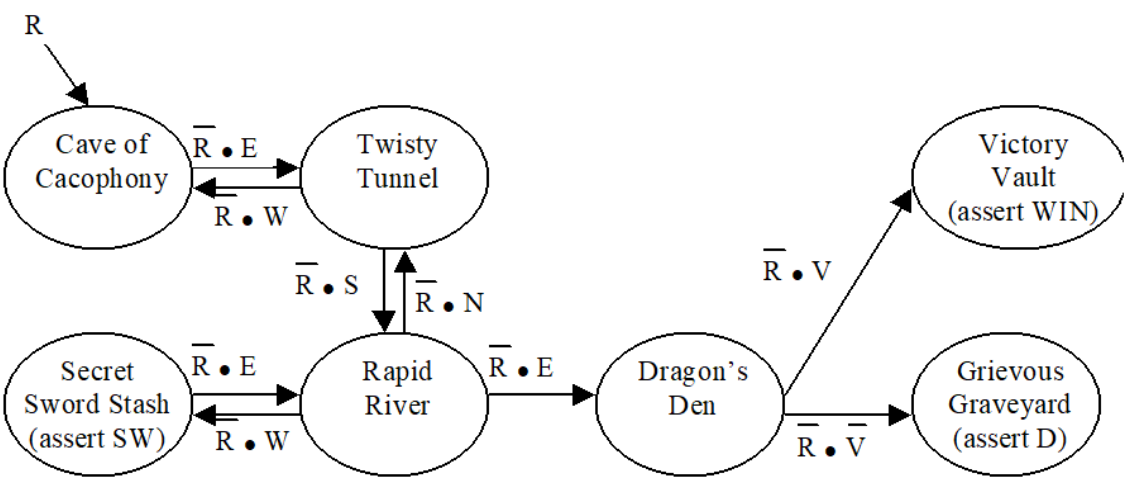 R
Cave of
Cacophony
R̅ • E
R̅ • W
Twisty
Tunnel
Victory
Vault
(assert WIN)
R̅ • S
R̅ • N
R̅ • V
Secret
Sword Stash
(assert SW)
R̅ • E
R̅ • W
Rapid
River
R̅ • E
Dragon's
Den
R̅ • V̅
Grievous
Graveyard
(assert D)